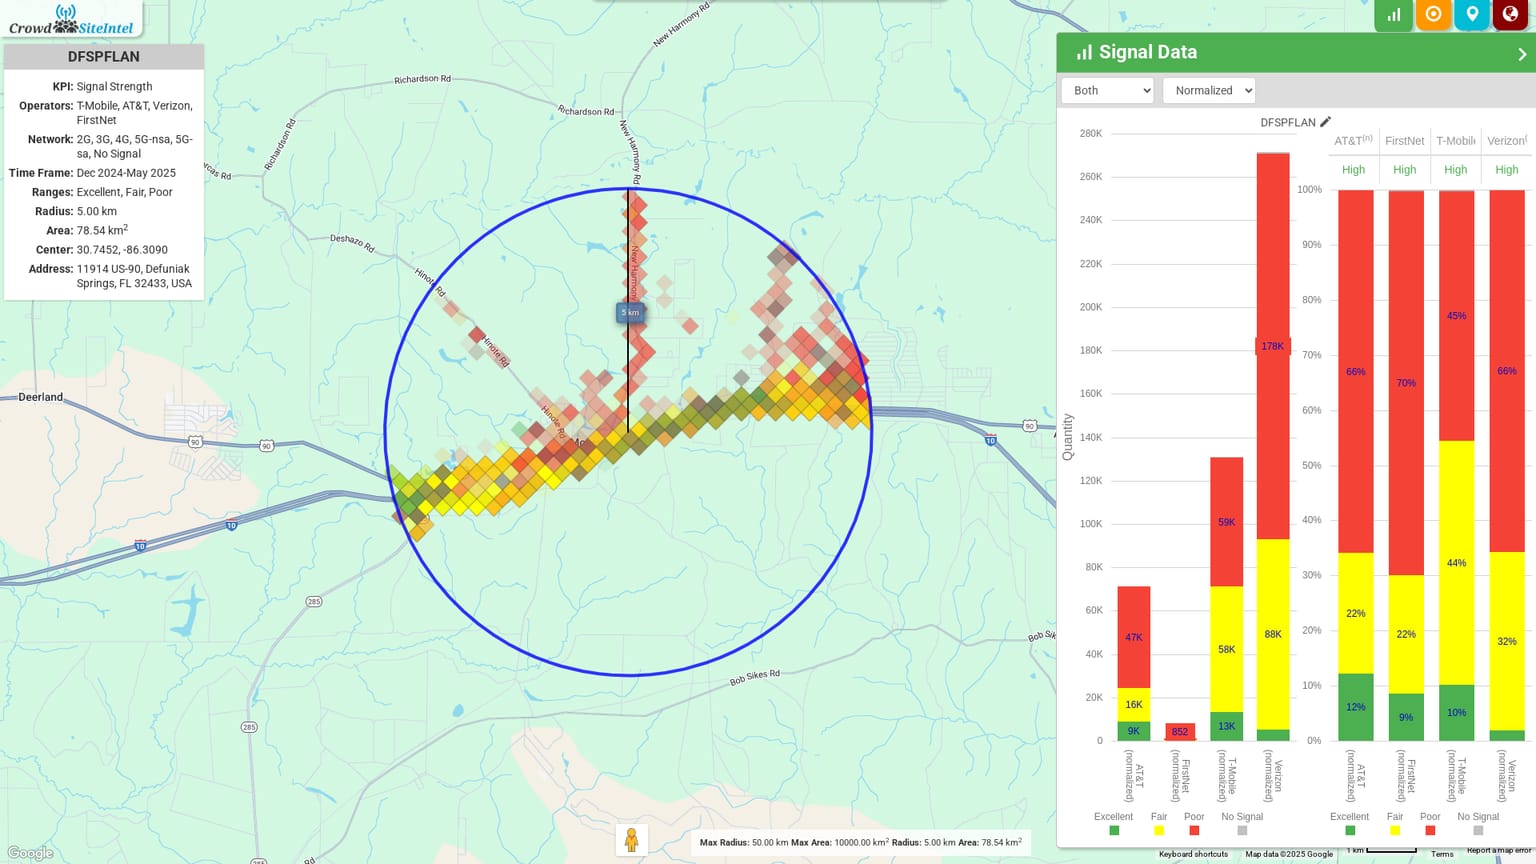 Crowd SiteIntel
DFSPFLAN
KPI: Signal Strength
Operators: T-Mobile, AT&T, Verizon,
FirstNet
Network: 2G, 3G, 4G, 5G-nsa, 5G-
sa, No Signal
Time Frame: Dec 2024-May 2025
Ranges: Excellent, Fair, Poor
Radius: 5.00 km
Area: 78.54 km2
Center: 30.7452, -86.3090
Address: 11914 US-90, Defuniak
Springs, FL 32433, USA
New Harmony Rd
Richardson Rd
Richardson Rd
Richardson Rd
New Harmony Rd
Deshazo Rd
Hinote Rd
New Harmony
5 km
Hinote Rd
Hinote Rd
Deerland
90
90
90
10
10
10
285
285
285
Bob Sikes Rd
Bob Sik
Rd
Google
Max Radius: 50.00 km Max Area: 10000.00 km2 Radius: 5.00 km Area: 78.54 km2
Keyboard shortcuts
Map data ©2025 Google
1 km
Terms
Report a map error
Signal Data
Both
Normalized
DFSPFLAN
280K
260K
240K
220K
200K
180K
160K
140K
120K
100K
80K
60K
40K
20K
0
Quantity
47K
16K
9K
852
59K
58K
13K
178K
88K
AT&T
(normalized)
FirstNet
(normalized)
T-Mobile
(normalized)
Verizon
(normalized)
Excellent
Fair
Poor
No Signal
AT&T(n)
FirstNet
T-Mobile
Verizon(
High
High
High
High
100%
90%
80%
70%
60%
50%
40%
30%
20%
10%
0%
66%
22%
12%
70%
22%
9%
45%
44%
10%
66%
32%
AT&T
(normalized)
FirstNet
(normalized)
T-Mobile
(normalized)
Verizon
(normalized)
Excellent
Fair
Poor
No Signal